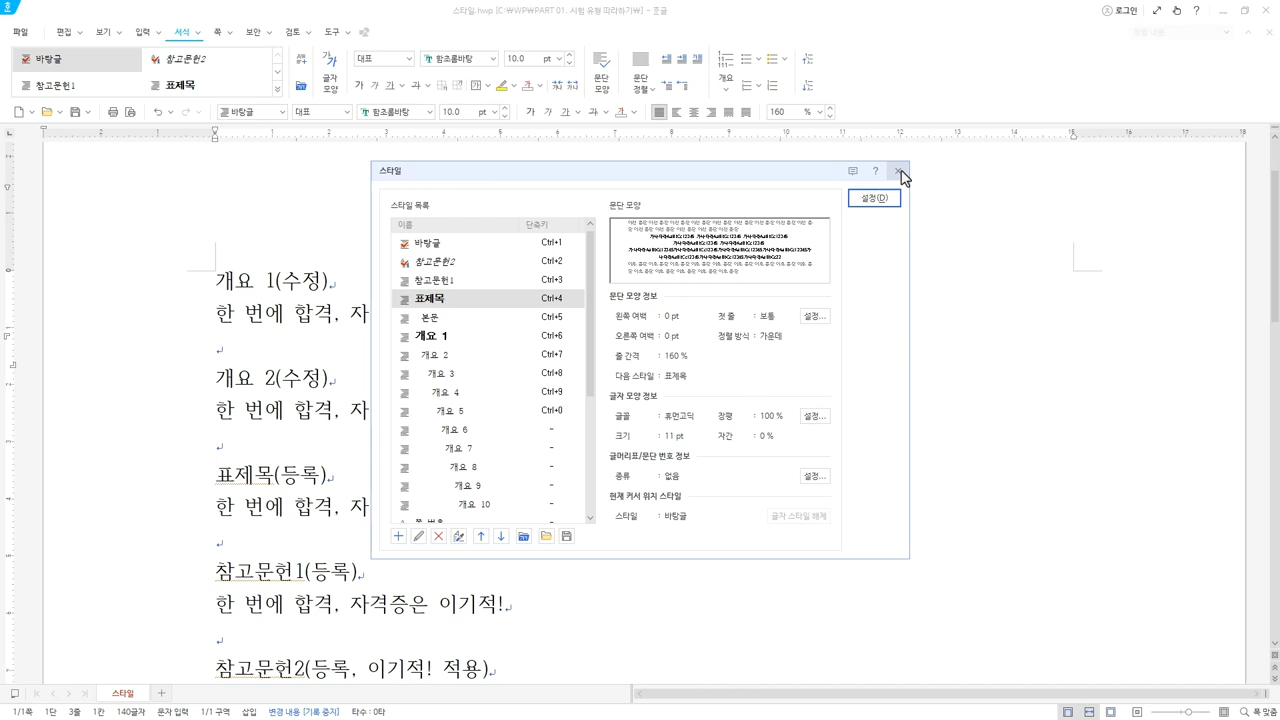 스타일.hwp [C:₩WP₩PART 01. 시험 유형 따라하기₩] - 한글
로그인
파일 편집 보기 입력 서식 쪽 보안 검토 도구
바탕글 참고문헌2
참고문헌1 표제목
글자 모양
대표 함초롬바탕 10.0 pt
문단 모양
문단 정렬
개요
바탕글 대표 함초롬바탕 10.0 pt 160 %
개요 1(수정)
한 번에 합격, 자
개요 2(수정)
한 번에 합격, 자
표제목(등록)
한 번에 합격, 자
참고문헌1(등록)
한 번에 합격, 자격증은 이기적!
참고문헌2(등록, 이기적! 적용)
스타일
설정(D)
스타일 목록
이름 단축키
바탕글 Ctrl+1
참고문헌2 Ctrl+2
참고문헌1 Ctrl+3
표제목 Ctrl+4
본문 Ctrl+5
개요 1 Ctrl+6
개요 2 Ctrl+7
개요 3 Ctrl+8
개요 4 Ctrl+9
개요 5 Ctrl+0
개요 6 -
개요 7 -
개요 8 -
개요 9 -
개요 10 -
쪽 번호 -
문단 모양
문단 모양 정보
왼쪽 여백 : 0 pt 첫 줄 : 보통 설정...
오른쪽 여백 : 0 pt 정렬 방식 : 가운데
줄 간격 : 160 %
다음 스타일 : 표제목
글자 모양 정보
글꼴 : 휴먼고딕 장평 : 100 % 설정...
크기 : 11 pt 자간 : 0 %
글머리표/문단 번호 정보
종류 : 없음 설정...
현재 커서 위치 스타일
스타일 : 바탕글 글자 스타일 해제
스타일
1/1쪽 1단 3줄 1칸 140글자 문자 입력 1/1 구역 삽입 변경 내용 [기록 중지] 타수 : 0타
폭 맞춤